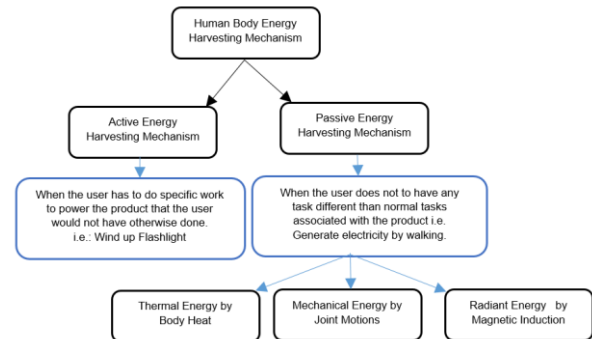 Human Body Energy
Harvesting Mechanism
Active Energy
Harvesting Mechanism
Passive Energy
Harvesting Mechanism
When the user has to do specific work
to power the product that the user
would not have otherwise done.
i.e.: Wind up Flashlight
When the user does not to have any
task different than normal tasks
associated with the product i.e.
Generate electricity by walking.
Thermal Energy by
Body Heat
Mechanical Energy by
Joint Motions
Radiant Energy by
Magnetic Induction